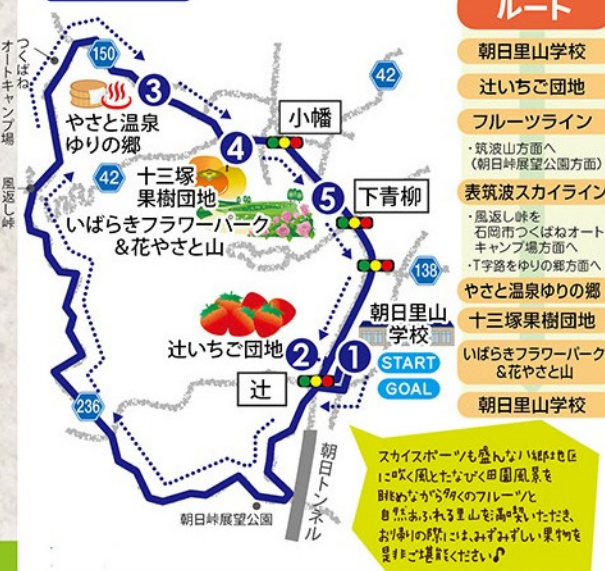 つくばね
オートキャンプ場
風返し峠
150
3
やさと温泉
ゆりの郷
42
42
小幡
4
十三塚
果樹団地
いばらきフラワーパーク
&花やさと山
5
下青柳
138
朝日里山
学校
辻いちご団地
2
1
START
GOAL
辻
236
朝日トンネル
朝日峠展望公園
ルート
朝日里山学校
辻いちご団地
フルーツライン
・筑波山方面へ
(朝日峠展望公園方面)
表筑波スカイライン
・風返し峠を
石岡市つくばねオート
キャンプ場方面へ
・T字路をゆりの郷方面へ
やさと温泉ゆりの郷
十三塚果樹団地
いばらきフラワーパーク
&花やさと山
朝日里山学校
スカイスポーツも盛んな八郷地区
に吹く風とたなびく田園風景を
眺めながら多くのフルーツと
自然あふれる里山を満喫いただき、
お帰りの際には、みずみずしい果物を
是非ご堪能ください♪